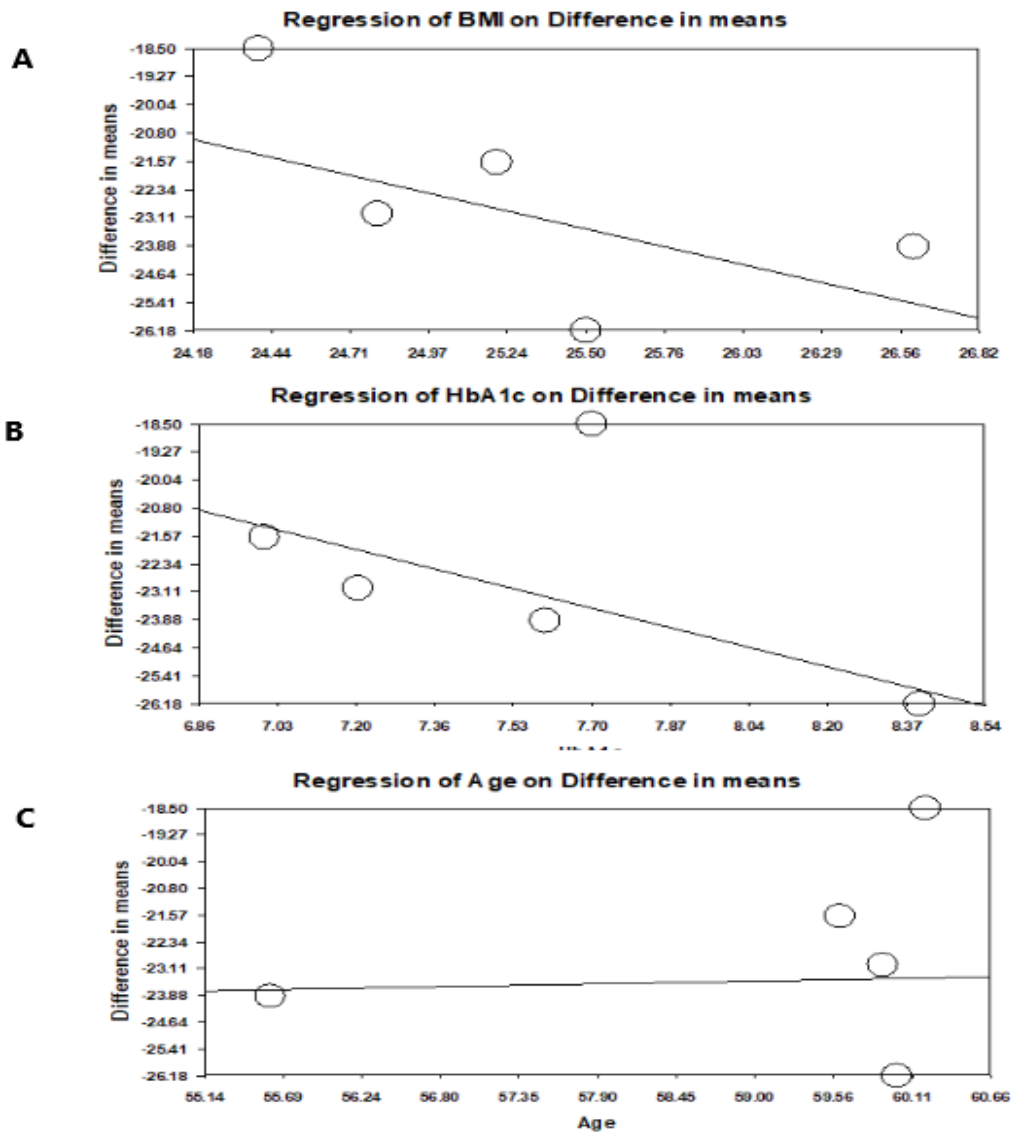 Regression of BMI on Difference in means
A
Difference in means
-18.50
-19.27
-20.04
-20.80
-21.57
-22.34
-23.11
-23.88
-24.64
-25.41
-26.18
24.18 24.44 24.71 24.97 25.24 25.50 25.76 26.03 26.29 26.56 26.82
Regression of HbA1c on Difference in means
B
Difference in means
-18.50
-19.27
-20.04
-20.80
-21.57
-22.34
-23.11
-23.88
-24.64
-25.41
-26.18
6.86 7.03 7.20 7.36 7.53 7.70 7.87 8.04 8.20 8.37 8.54
Regression of Age on Difference in means
C
Difference in means
-18.50
-19.27
-20.04
-20.80
-21.57
-22.34
-23.11
-23.88
-24.64
-25.41
-26.18
55.14 55.69 56.24 56.80 57.35 57.90 58.45 59.00 59.56 60.11 60.66
Age